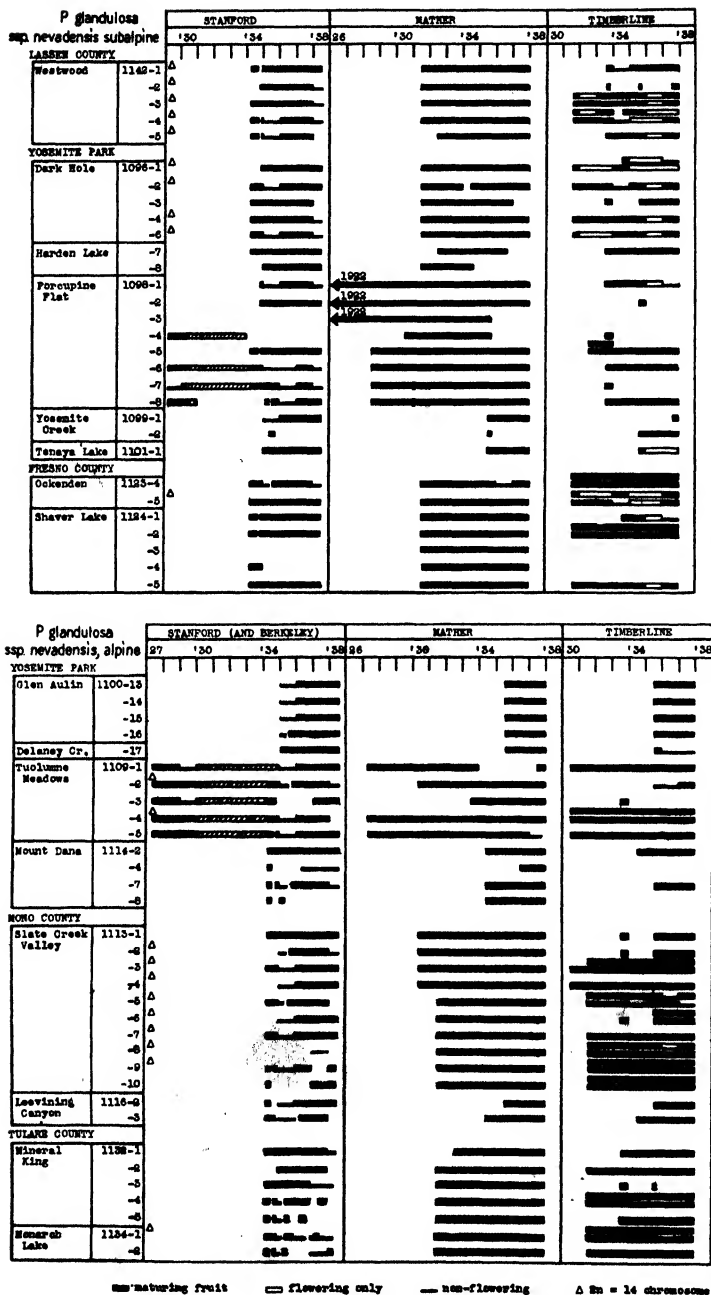 P glandulosa
ssp. nevadensis subalpine
STANFORD MATHER TIMBERLINE
'30 '34 '26 '30 '34 '38 30 '34 '38
LASSEN COUNTY
Westwood 1142-1
-2
-3
-4
-5
YOSEMITE PARK
Dark Hole 1096-1
-2
-3
-4
-6
Harden Lake -7
-8
Porcupine 1098-1 1922
Flat -2 1922
-3 1922
-4
-5
-6
-7
-8
Yosemite 1099-1
Creek -2
Tenaya Lake 1101-1
FRESNO COUNTY
Ockenden 1123-4
-5
Shaver Lake 1124-1
-2
-3
-4
-5
P glandulosa
ssp. nevadensis, alpine
STANFORD (AND BERKELEY) MATHER TIMBERLINE
27 '30 '34 '38 26 '30 '34 '38 30 '34 '38
YOSEMITE PARK
Glen Aulin 1100-13
-14
-15
-16
Delaney Cr. -17
Tuolumne 1109-1
Meadows -2
-3
-4
-5
Mount Dana 1114-2
-4
-7
-8
MONO COUNTY
Slate Creek 1113-1
Valley -2
-3
-4
-5
-6
-7
-8
-9
-10
Leevining 1116-2
Canyon -3
TULARE COUNTY
Mineral 1132-1
King -2
-3
-4
-5
Monarch 1134-1
Lake -2
maturing fruit flowering only non-flowering Δ 2n = 14 chromosome